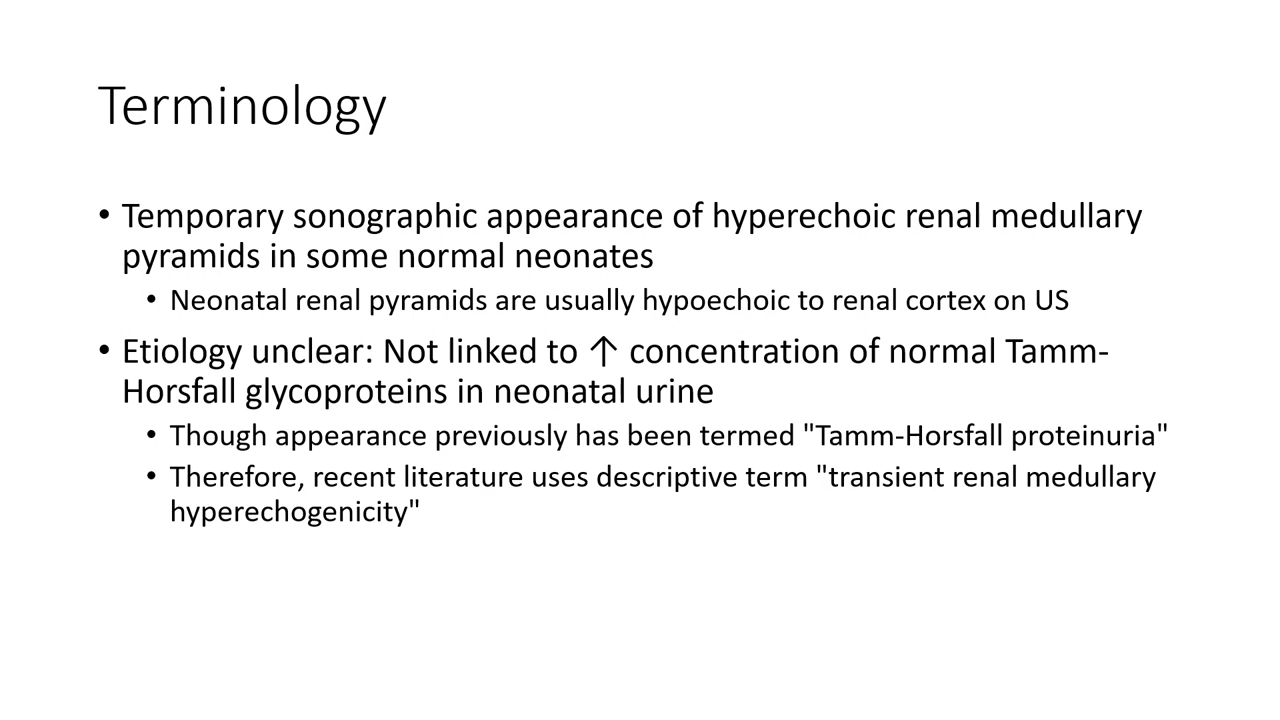 Terminology
• Temporary sonographic appearance of hyperechoic renal medullary
pyramids in some normal neonates
• Neonatal renal pyramids are usually hypoechoic to renal cortex on US
• Etiology unclear: Not linked to ↑ concentration of normal Tamm-
Horsfall glycoproteins in neonatal urine
• Though appearance previously has been termed "Tamm-Horsfall proteinuria"
• Therefore, recent literature uses descriptive term "transient renal medullary
hyperechogenicity"